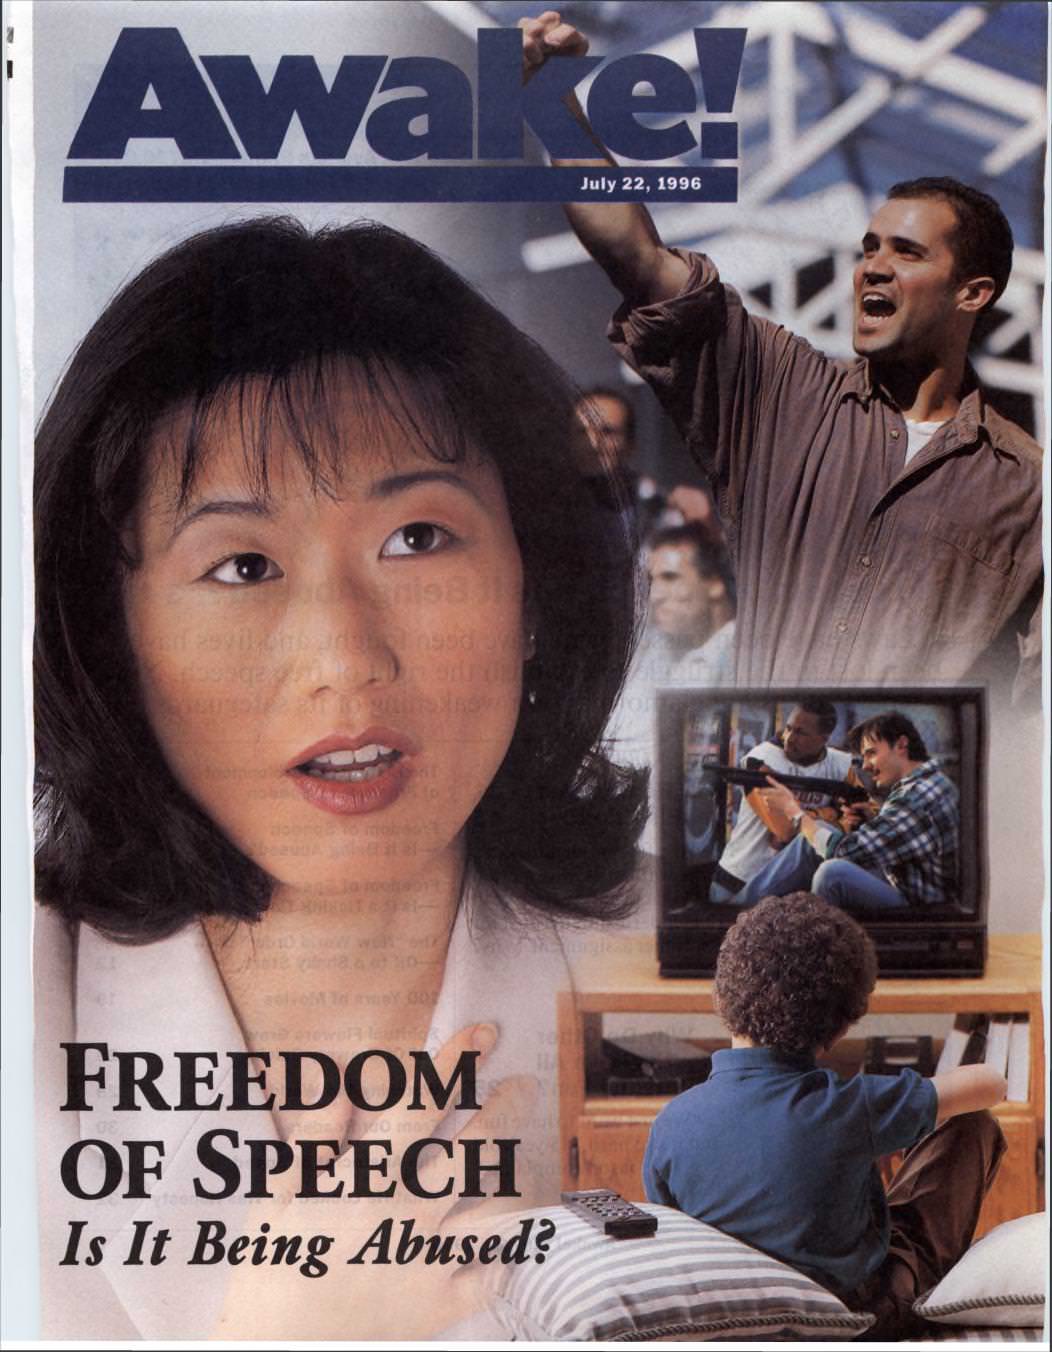 Awake!
July 22, 1996
FREEDOM
OF SPEECH
Is It Being Abused?